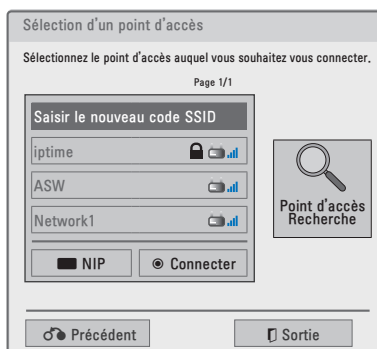 Sélection d'un point d'accès
Sélectionnez le point d'accès auquel vous souhaitez vous connecter.
Page 1/1
Saisir le nouveau code SSID
iptime
ASW
Network1
NIP
Connecter
Point d'accès
Recherche
Précédent
Sortie